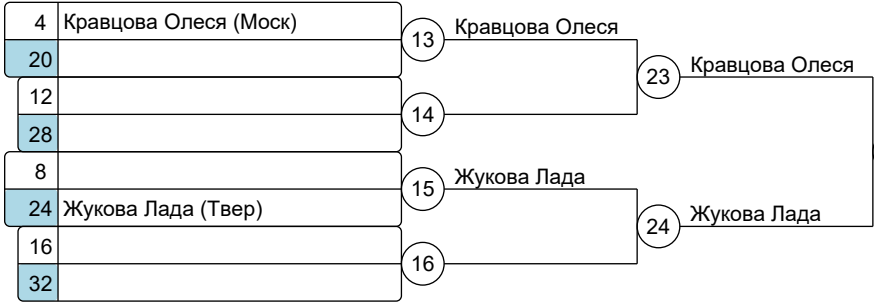 4 Кравцова Олеся (Моск)
13 Кравцова Олеся
20
23 Кравцова Олеся
12
14
28
8
15 Жукова Лада
24 Жукова Лада (Твер)
24 Жукова Лада
16
16
32